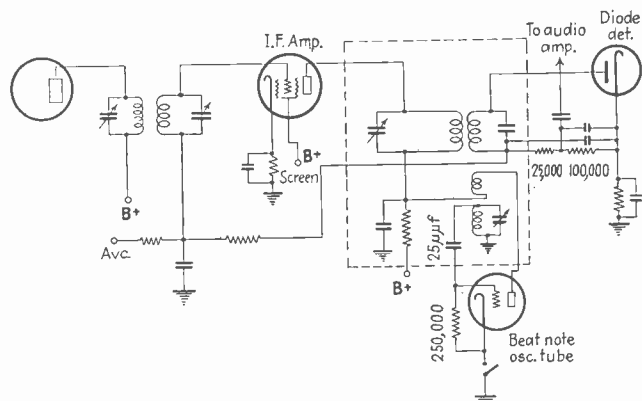 Diode
det.
To audio
amp.
I.F. Amp.
B+
Screen
B+
25,000 100,000
Avc
25μμf
B+
250,000
Beat note
osc. tube